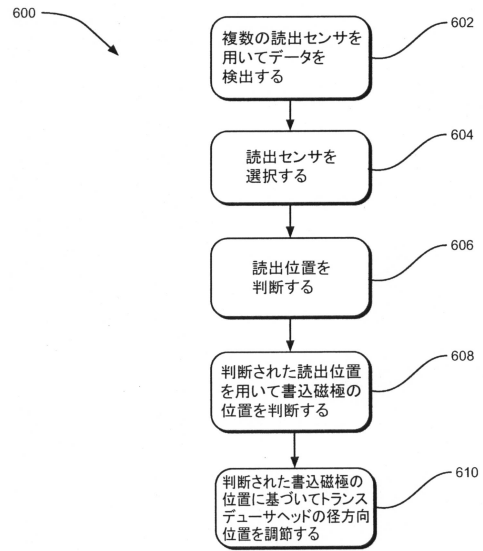 600
複数の読出センサを
用いてデータを
検出する
602
読出センサを
選択する
604
読出位置を
判断する
606
判断された読出位置
を用いて書込磁極の
位置を判断する
608
判断された書込磁極の
位置に基づいてトランス
デューサヘッドの径方向
位置を調節する
610